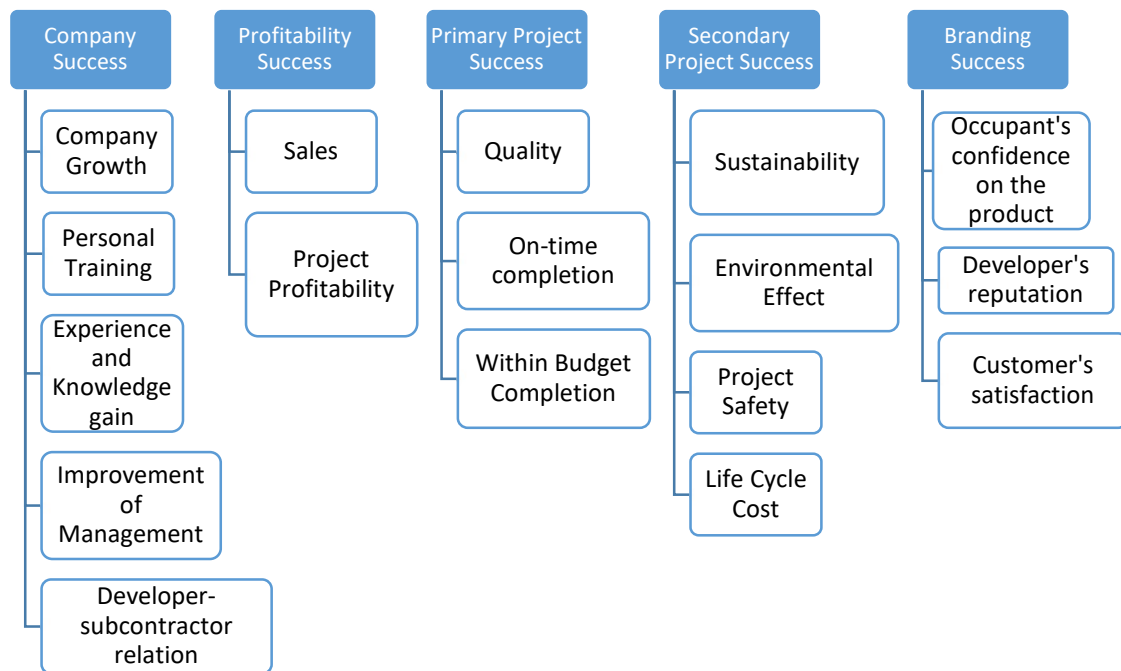 Company
Success
Company
Growth
Personal
Training
Experience
and
Knowledge
gain
Improvement
of
Management
Developer-
subcontractor
relation
Profitability
Success
Sales
Project
Profitability
Primary Project
Success
Quality
On-time
completion
Within Budget
Completion
Secondary
Project Success
Sustainability
Environmental
Effect
Project
Safety
Life Cycle
Cost
Branding
Success
Occupant's
confidence
on the
product
Developer's
reputation
Customer's
satisfaction